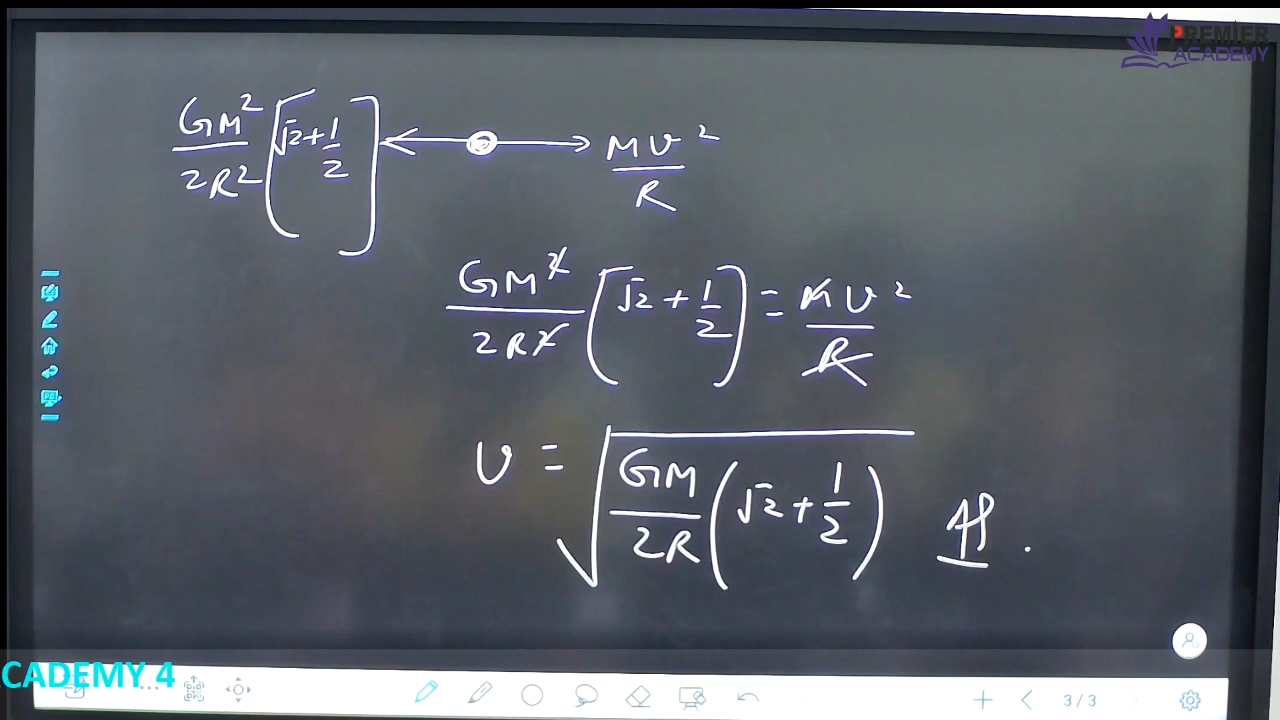 PREMIER
ACADEMY
GM²/2R² [√2 + 1/2] MV²/R
GM²/2R² (√2 + 1/2) = MV²/R
V = √(GM/2R (√2 + 1/2))
CADEMY 4
3/3